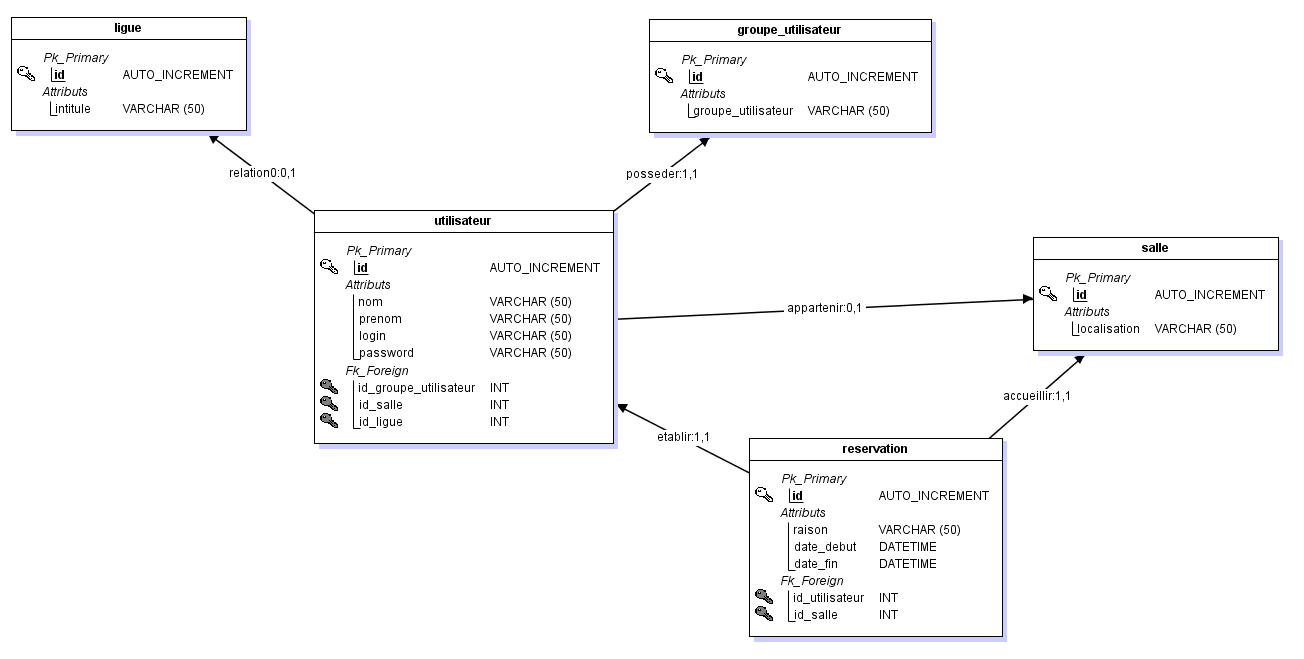 ligue
Pk_Primary
id AUTO_INCREMENT
Attributs
intitule VARCHAR (50)
groupe_utilisateur
Pk_Primary
id AUTO_INCREMENT
Attributs
groupe_utilisateur VARCHAR (50)
relation0:0,1
posseder:1,1
utilisateur
Pk_Primary
id AUTO_INCREMENT
Attributs
nom VARCHAR (50)
prenom VARCHAR (50)
login VARCHAR (50)
password VARCHAR (50)
Fk_Foreign
id_groupe_utilisateur INT
id_salle INT
id_ligue INT
appartenir:0,1
salle
Pk_Primary
id AUTO_INCREMENT
Attributs
localisation VARCHAR (50)
accueillir:1,1
etablir:1,1
reservation
Pk_Primary
id AUTO_INCREMENT
Attributs
raison VARCHAR (50)
date_debut DATETIME
date_fin DATETIME
Fk_Foreign
id_utilisateur INT
id_salle INT